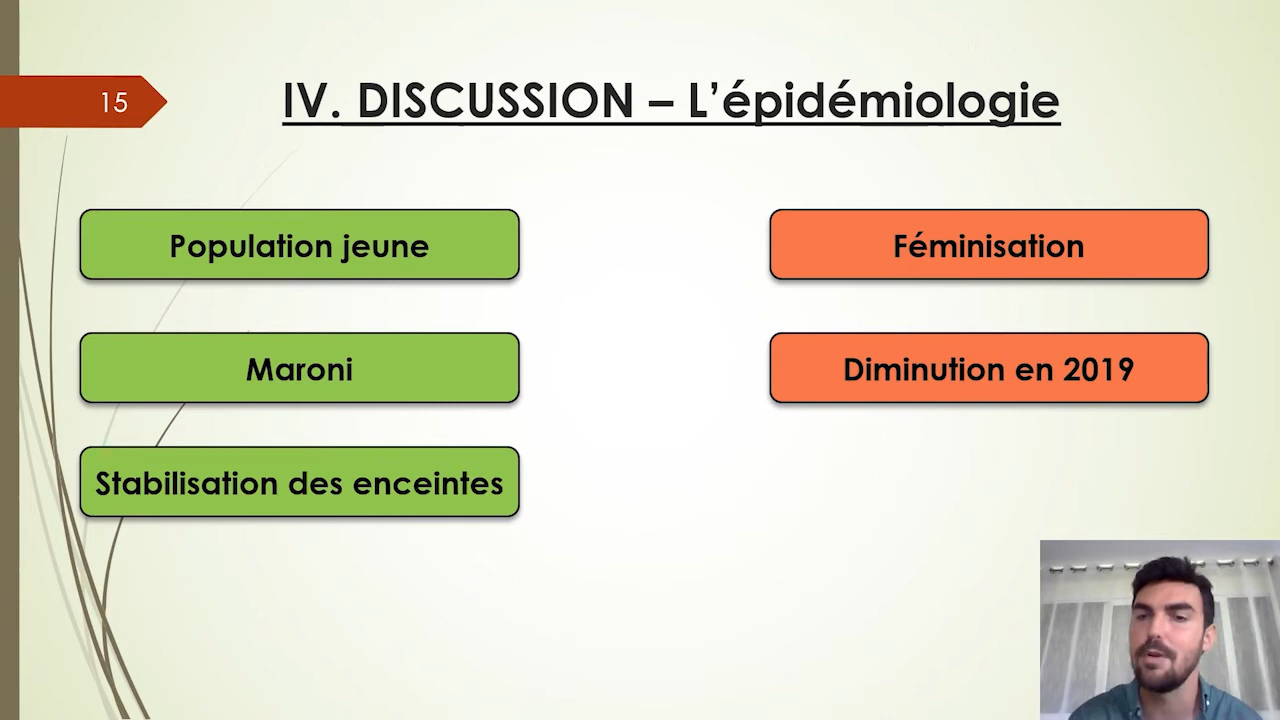 15
IV. DISCUSSION – L’épidémiologie
Population jeune
Féminisation
Maroni
Diminution en 2019
Stabilisation des enceintes